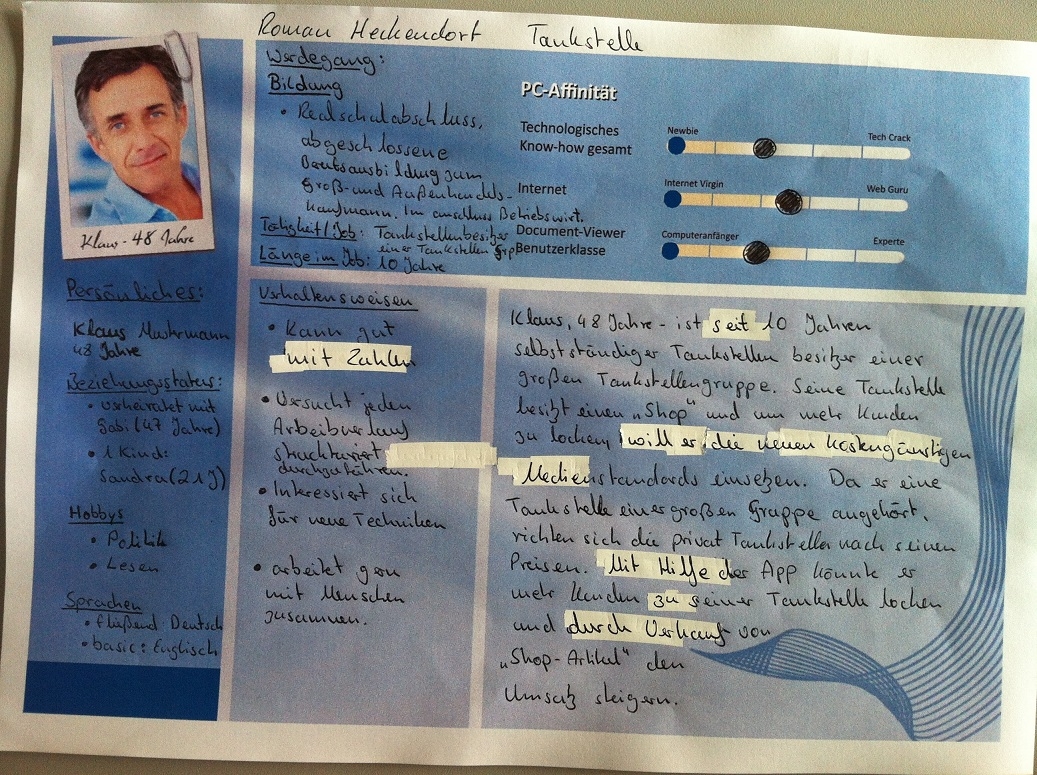 Roman Heckendorf Tankstelle
Klaus - 48 Jahre
Werdegang:
Bildung
• Realschulabschluss,
abgeschlossene
Berufsausbildung zum
Groß- und Außenhandels-
kaufmann. Im anschluss Betriebswirt.
Tätigkeit/Job: Tankstellenbesitzer
einer Tankstellen Grp
Länge im Job: 10 Jahre
PC-Affinität
Technologisches
Know-how gesamt
Newbie
Tech Crack
Internet
Internet Virgin
Web Guru
Document-Viewer
Benutzerklasse
Computeranfänger
Experte
Persönliches:
Klaus Mustermann
48 Jahre
Beziehungsstatus:
• verheiratet mit
Gabi (47 Jahre)
• 1 Kind:
Sandra (21 J)
Hobbys
• Politik
• Lesen
Sprachen
• fließend Deutsch
• basic: Englisch
Verhaltensweisen
• Kann gut
mit Zahlen
• Versucht jeden
Arbeitsverlauf
strukturiert
durchzuführen.
• Interessiert sich
für neue Techniken
• arbeitet gern
mit Menschen
zusammen.
Klaus, 48 Jahre - ist seit 10 Jahren
selbstständiger Tankstellen besitzer einer
großen Tankstellengruppe. Seine Tankstelle
besitzt einen „Shop“ und um mehr Kunden
zu locken, will er die neuen kostengünstigen
Medienstandards einsetzen. Da er eine
Tankstelle einer großen Gruppe angehört,
richten sich die privat Tankstellen nach seinen
Preisen. Mit Hilfe der App könnte er
mehr Kunden zu seiner Tankstelle locken
und durch Verkauf von
„Shop-Artikel“ den
Umsatz steigern.